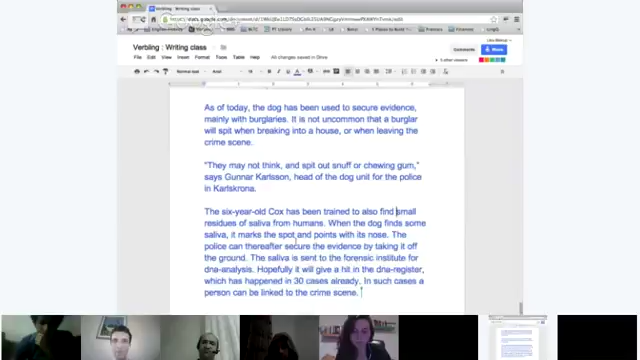 Verbling : Writing class
File Edit View Insert Format Tools Table Help All changes saved in Drive
Comments Share
Normal text Arial
As of today, the dog has been used to secure evidence,
mainly with burglaries. It is not uncommon that a burglar
will spit when breaking into a house, or when leaving the
crime scene.
"They may not think, and spit out snuff or chewing gum,"
says Gunnar Karlsson, head of the dog unit for the police
in Karlskrona.
The six-year-old Cox has been trained to also find small
residues of saliva from humans. When the dog finds some
saliva, it marks the spot and points with its nose. The
police can thereafter secure the evidence by taking it off
the ground. The saliva is sent to the forensic institute for
dna-analysis. Hopefully it will give a hit in the dna-register,
which has happened in 30 cases already. In such cases a
person can be linked to the crime scene.